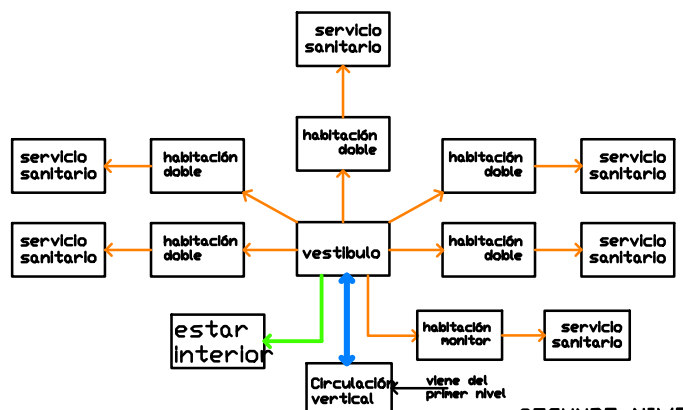 servicio
sanitario
habitación
doble
servicio
sanitario
habitación
doble
habitación
doble
servicio
sanitario
servicio
sanitario
habitación
doble
vestibulo
habitación
doble
servicio
sanitario
estar
interior
habitación
monitor
servicio
sanitario
Circulación
vertical
viene del
primer nivel